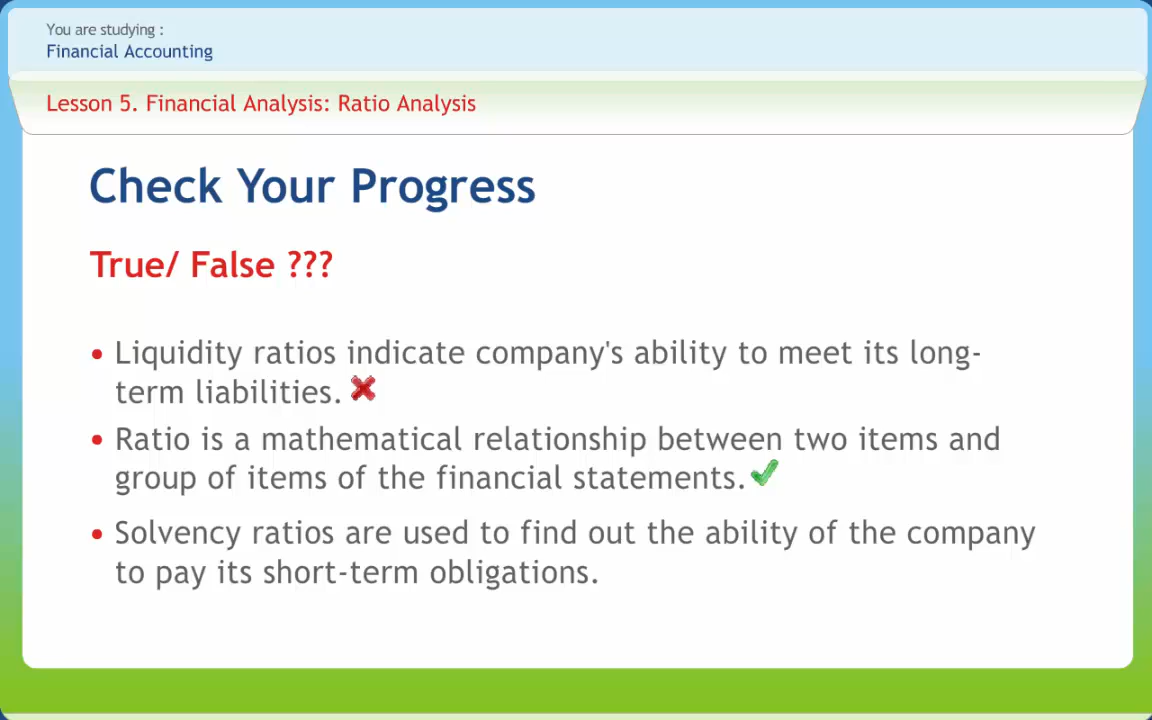 You are studying :
Financial Accounting
Lesson 5. Financial Analysis: Ratio Analysis
Check Your Progress
True/ False ???
• Liquidity ratios indicate company's ability to meet its long-
term liabilities.
• Ratio is a mathematical relationship between two items and
group of items of the financial statements.
• Solvency ratios are used to find out the ability of the company
to pay its short-term obligations.